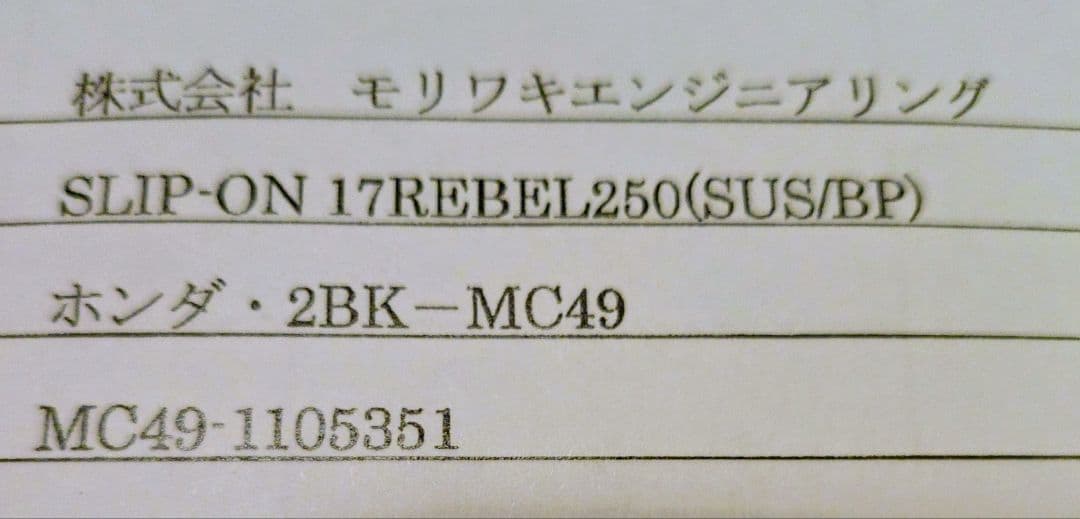 株式会社　モリワキエンジニアリング
SLIP-ON 17REBEL250(SUS/BP)
ホンダ・2BK－MC49
MC49-1105351